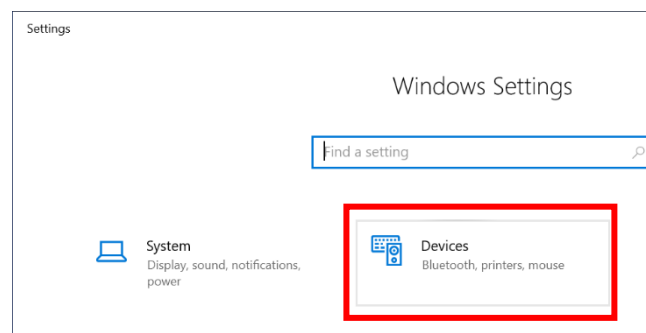 Settings
Windows Settings
Find a setting
System
Display, sound, notifications,
power
Devices
Bluetooth, printers, mouse